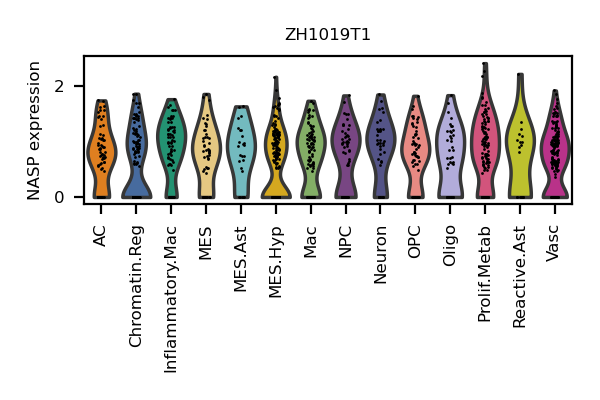 ZH1019T1
NASP expression
2
0
AC
Chromatin.Reg
Inflammatory.Mac
MES
MES.Ast
MES.Hyp
Mac
NPC
Neuron
OPC
Oligo
Prolif.Metab
Reactive.Ast
Vasc